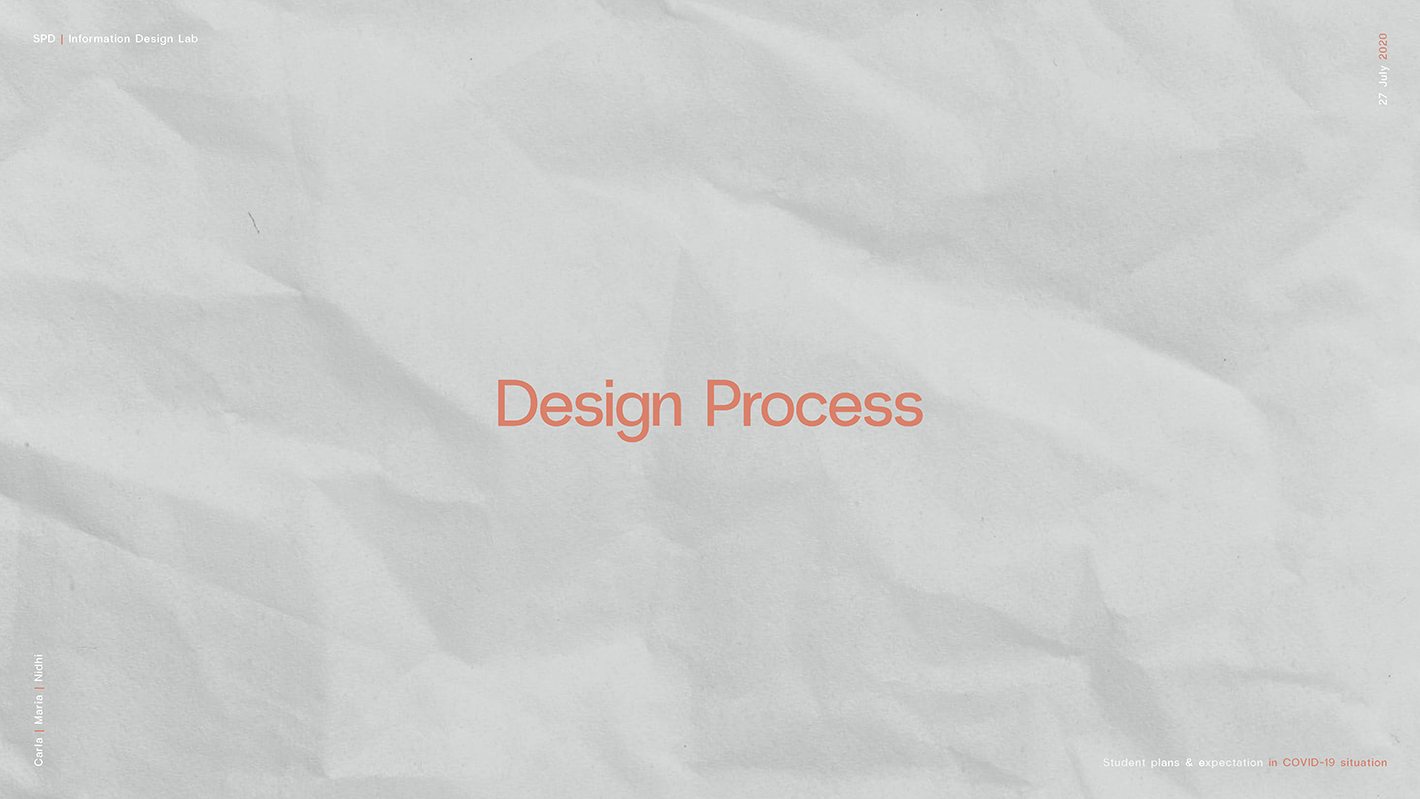 SPD | Information Design Lab
27 July 2020
Design Process
Carla | Maria | Nidhi
Student plans & expectation in COVID-19 situation